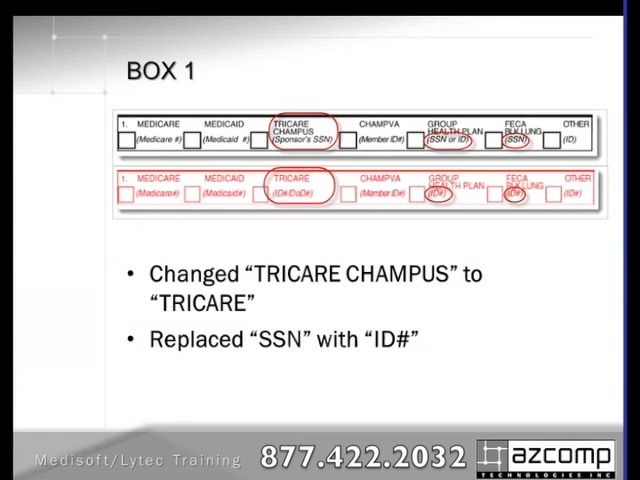 BOX 1
1. MEDICARE MEDICAID TRICARE CHAMPUS CHAMPVA GROUP HEALTH PLAN FECA BLK LUNG OTHER
(Medicare #) (Medicaid #) (Sponsor's SSN) (Member ID#) (SSN or ID) (SSN) (ID)
1. MEDICARE MEDICAID TRICARE CHAMPVA GROUP HEALTH PLAN FECA BLK LUNG OTHER
(Medicare#) (Medicaid#) (ID#/DoD#) (Member ID#) (ID#) (ID#) (ID#)
• Changed “TRICARE CHAMPUS” to
“TRICARE”
• Replaced “SSN” with “ID#”
Medisoft/Lytec Training 877.422.2032 azcomp
TECHNOLOGIES INC